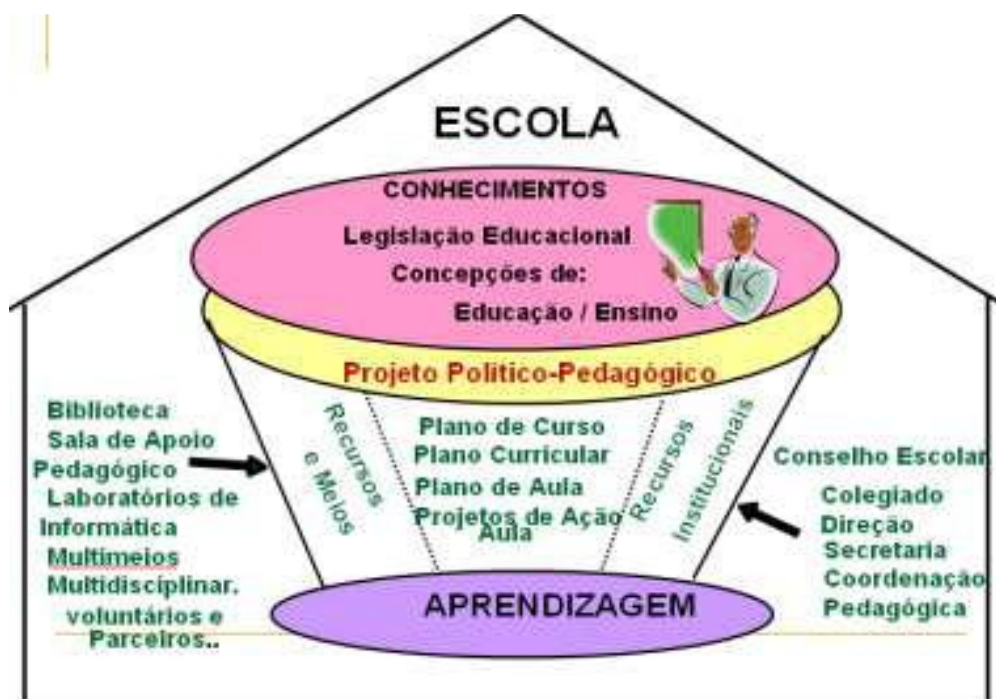 ESCOLA
CONHECIMENTOS
Legislação Educacional
Concepções de:
Educação / Ensino
Projeto Político-Pedagógico
Biblioteca
Sala de Apoio
Pedagógico
Laboratórios de
Informática
Multimeios
Multidisciplinar.
voluntários e
Parceiros..
Recursos
e Meios
Plano de Curso
Plano Curricular
Plano de Aula
Projetos de Ação
Aula
Recursos
Institucionais
Conselho Escolar
Colegiado
Direção
Secretaria
Coordenação
Pedagógica
APRENDIZAGEM